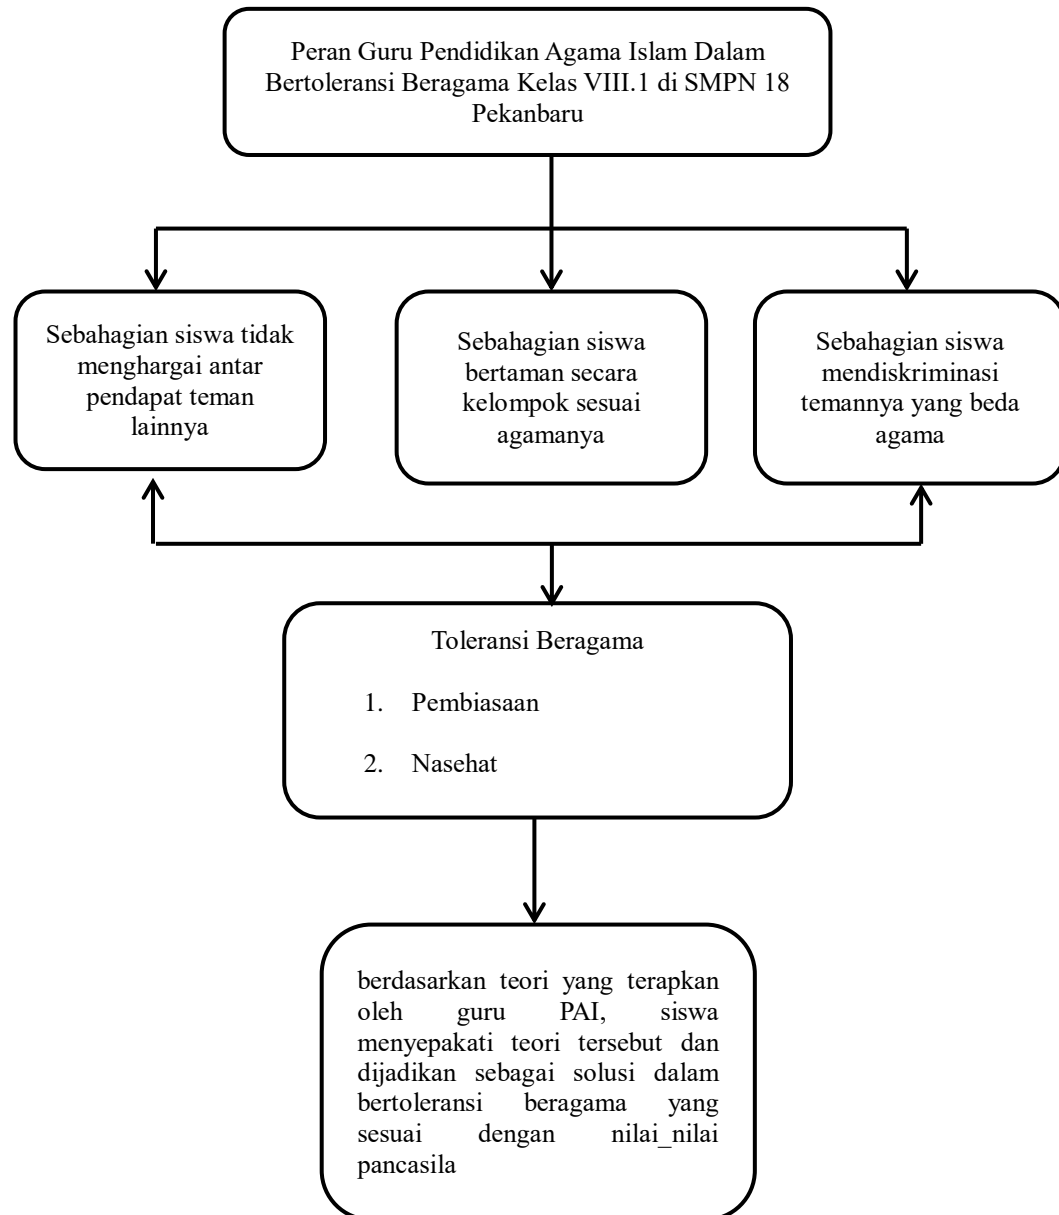 Peran Guru Pendidikan Agama Islam Dalam
Bertoleransi Beragama Kelas VIII.1 di SMPN 18
Pekanbaru
Sebahagian siswa tidak
menghargai antar
pendapat teman
lainnya
Sebahagian siswa
bertaman secara
kelompok sesuai
agamanya
Sebahagian siswa
mendiskriminasi
temannya yang beda
agama
Toleransi Beragama
1. Pembiasaan
2. Nasehat
berdasarkan teori yang terapkan
oleh guru PAI, siswa
menyepakati teori tersebut dan
dijadikan sebagai solusi dalam
bertoleransi beragama yang
sesuai dengan nilai_nilai
pancasila